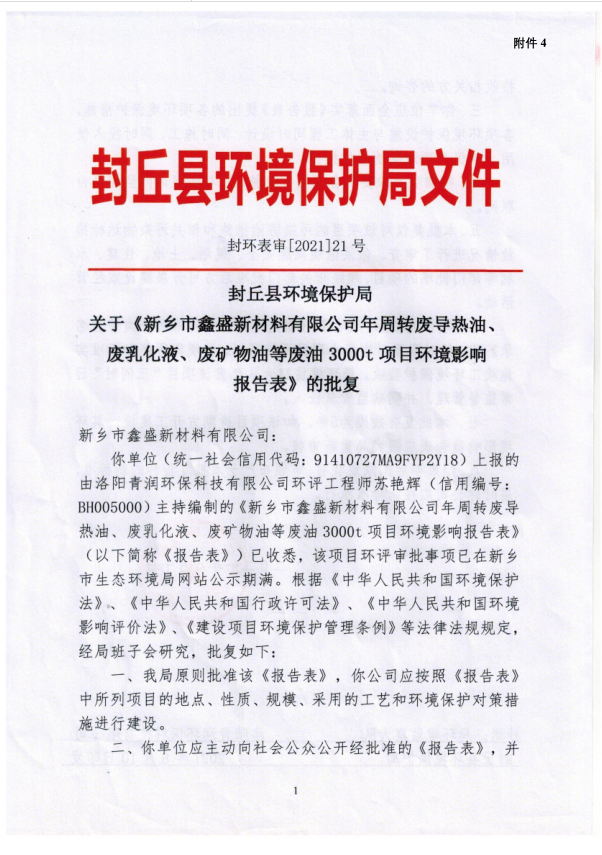 附件 4
封丘县环境保护局文件
封环表审[2021]21 号
封丘县环境保护局
关于《新乡市鑫盛新材料有限公司年周转废导热油、
废乳化液、废矿物油等废油 3000t 项目环境影响
报告表》的批复
新乡市鑫盛新材料有限公司：
你单位（统一社会信用代码：91410727MA9FYP2Y18）上报的
由洛阳青润环保科技有限公司环评工程师苏艳辉（信用编号：
BH005000）主持编制的《新乡市鑫盛新材料有限公司年周转废导
热油、废乳化液、废矿物油等废油 3000t 项目环境影响报告表》
（以下简称《报告表》）已收悉，该项目环评审批事项已在新乡
市生态环境局网站公示期满。根据《中华人民共和国环境保护
法》、《中华人民共和国行政许可法》、《中华人民共和国环境
影响评价法》、《建设项目环境保护管理条例》等法律法规规定，
经局班子会研究，批复如下：
一、我局原则批准该《报告表》，你公司应按照《报告表》
中所列项目的地点、性质、规模、采用的工艺和环境保护对策措
施进行建设。
二、你单位应主动向社会公众公开经批准的《报告表》，并
1